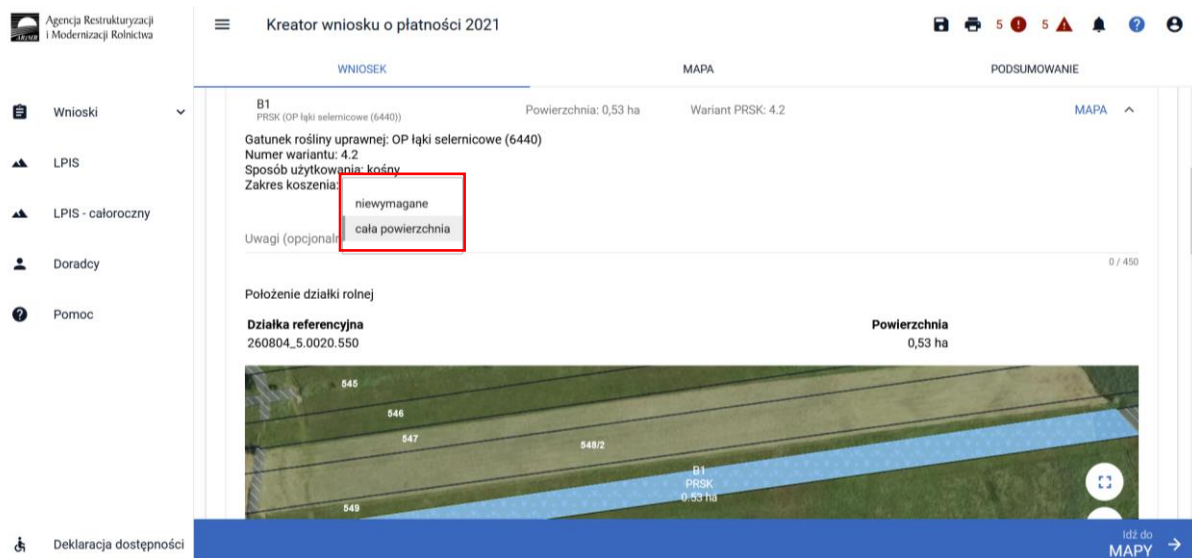 Agencja Restrukturyzacji
i Modernizacji Rolnictwa
ARiMR
Kreator wniosku o płatności 2021
5
5
WNIOSEK
MAPA
PODSUMOWANIE
Wnioski
LPIS
LPIS - całoroczny
Doradcy
Pomoc
Deklaracja dostępności
B1
PRSK (OP łąki selernicowe (6440))
Powierzchnia: 0,53 ha
Wariant PRSK: 4.2
MAPA
Gatunek rośliny uprawnej: OP łąki selernicowe (6440)
Numer wariantu: 4.2
Sposób użytkowania: kośny
Zakres koszenia:
niewymagane
cała powierzchnia
Uwagi (opcjonaln
0 / 450
Położenie działki rolnej
Działka referencyjna
Powierzchnia
260804_5.0020.550
0,53 ha
545
546
547
548/2
549
B1
PRSK
0.53 ha
Idź do
MAPY